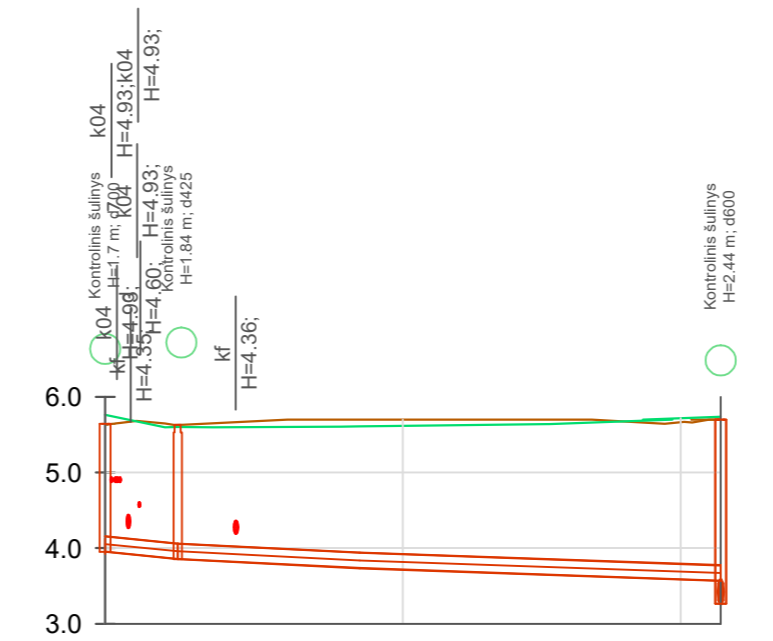 k04
H=4.93;k04
H=4.93;
Kontrolinis šulinys
H=1.7 m; d700
k04
H=4.93;
Kontrolinis šulinys
H=1.84 m; d425
k04
kf
H=4.60;
H=4.35;
kf
H=4.36;
Kontrolinis šulinys
H=2.44 m; d600
6.0
5.0
4.0
3.0